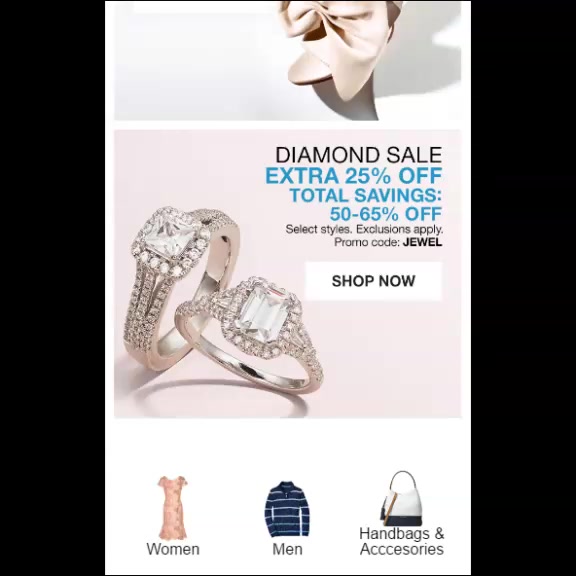 DIAMOND SALE
EXTRA 25% OFF
TOTAL SAVINGS:
50-65% OFF
Select styles. Exclusions apply.
Promo code: JEWEL
SHOP NOW
Women
Men
Handbags &
Acccesories